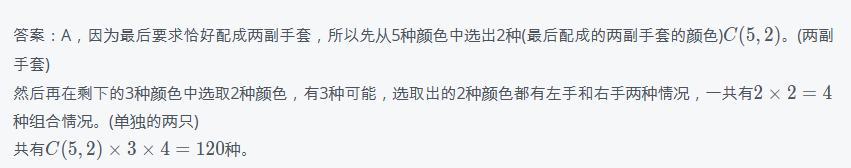 答案：A，因为最后要求恰好配成两副手套，所以先从5种颜色中选出2种(最后配成的两副手套的颜色)C(5, 2)。(两副
手套)
然后再在剩下的3种颜色中选取2种颜色，有3种可能，选取出的2种颜色都有左手和右手两种情况，一共有2 × 2 = 4
种组合情况。(单独的两只)
共有C(5, 2) × 3 × 4 = 120种。